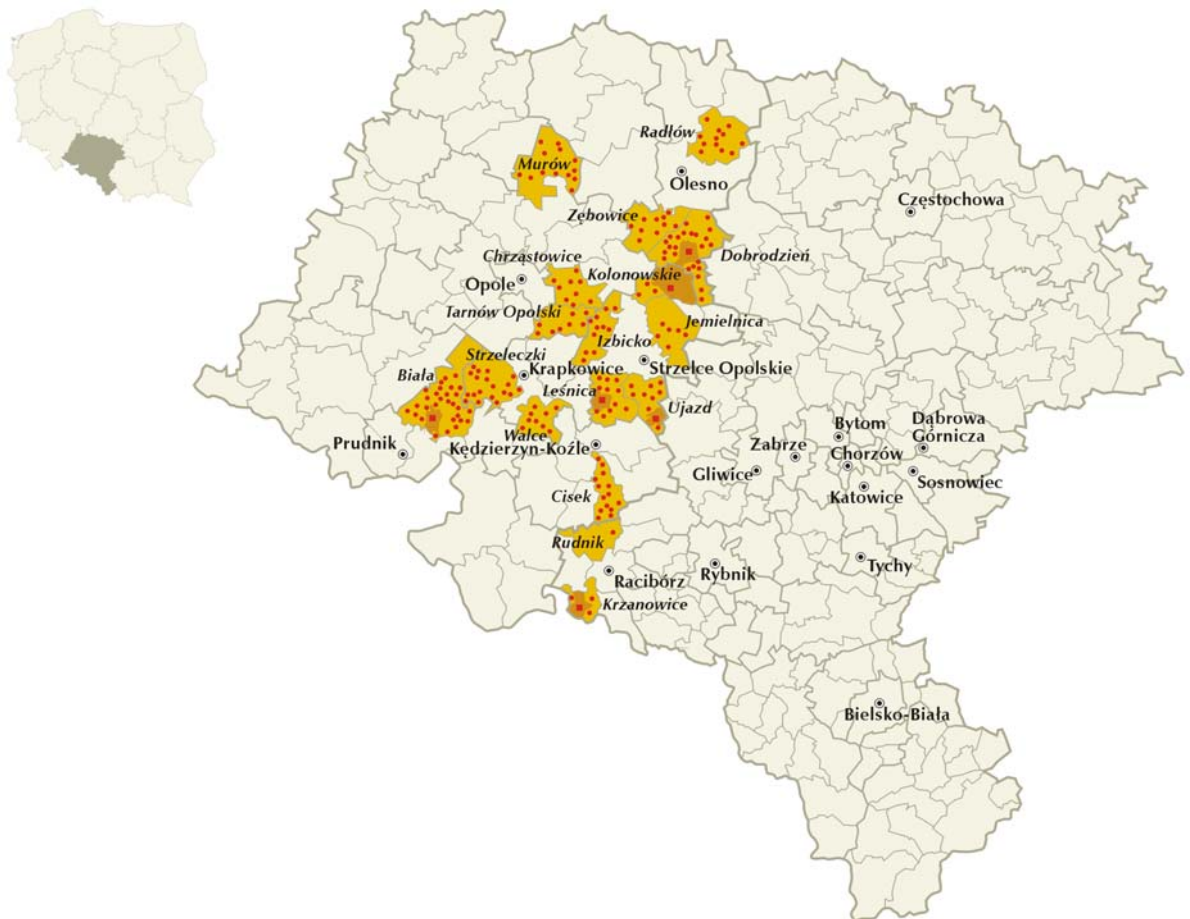 Radłów
Murów
Olesno
Częstochowa
Zębowice
Chrząstowice
Dobrodzień
Kolonowskie
Opole
Tarnów Opolski
Jemielnica
Izbicko
Strzeleczki
Krapkowice
Strzelce Opolskie
Biała
Leśnica
Ujazd
Walce
Prudnik
Kędzierzyn-Koźle
Bytom
Dąbrowa
Górnicza
Zabrze
Chorzów
Gliwice
Sosnowiec
Katowice
Cisek
Rudnik
Tychy
Racibórz
Rybnik
Krzanowice
Bielsko-Biała